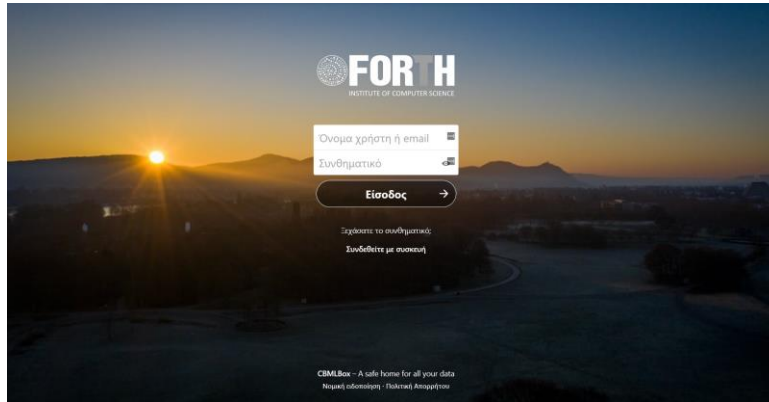 FORTH
INSTITUTE OF COMPUTER SCIENCE
Όνομα χρήστη ή email
Συνθηματικό
Είσοδος →
Ξεχάσατε το συνθηματικό;
Συνδεθείτε με συσκευή
CBMLBox – A safe home for all your data
Νομική ειδοποίηση · Πολιτική Απορρήτου